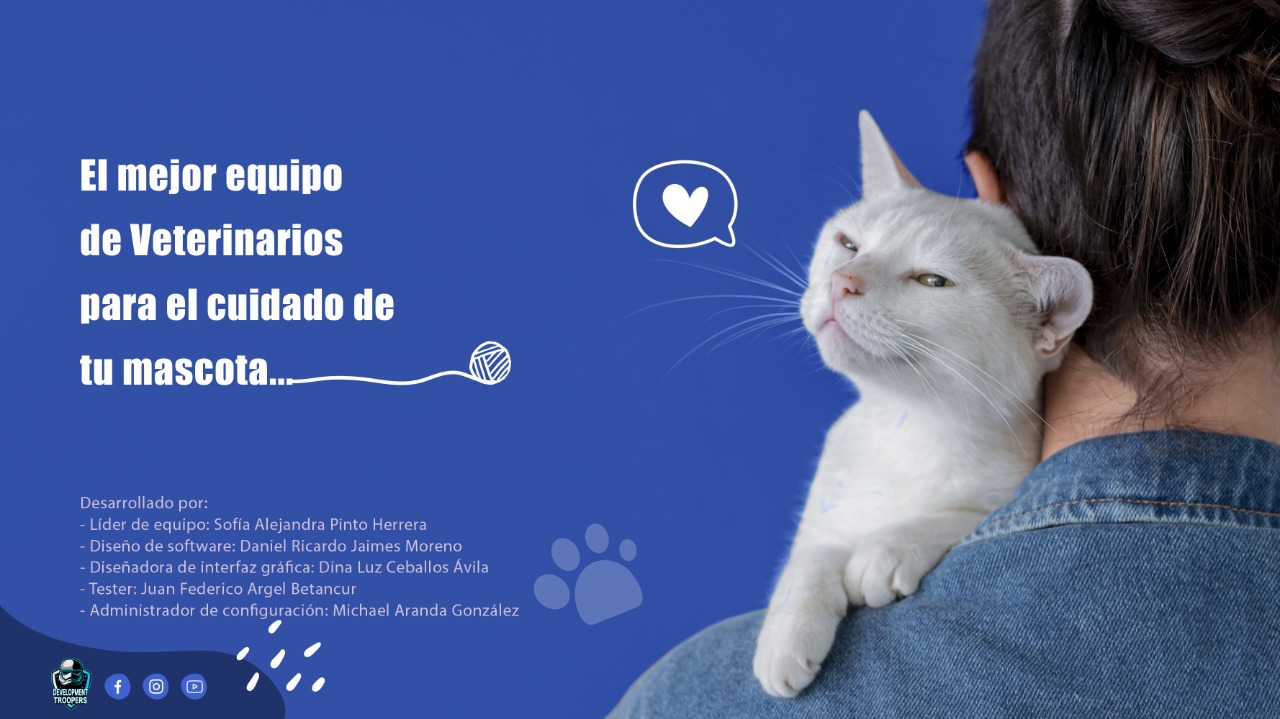 El mejor equipo
de Veterinarios
para el cuidado de
tu mascota...
Desarrollado por:
- Líder de equipo: Sofía Alejandra Pinto Herrera
- Diseño de software: Daniel Ricardo Jaimes Moreno
- Diseñadora de interfaz gráfica: Dina Luz Ceballos Ávila
- Tester: Juan Federico Argel Betancur
- Administrador de configuración: Michael Aranda González
DEVELOPMENT
TROOPERS